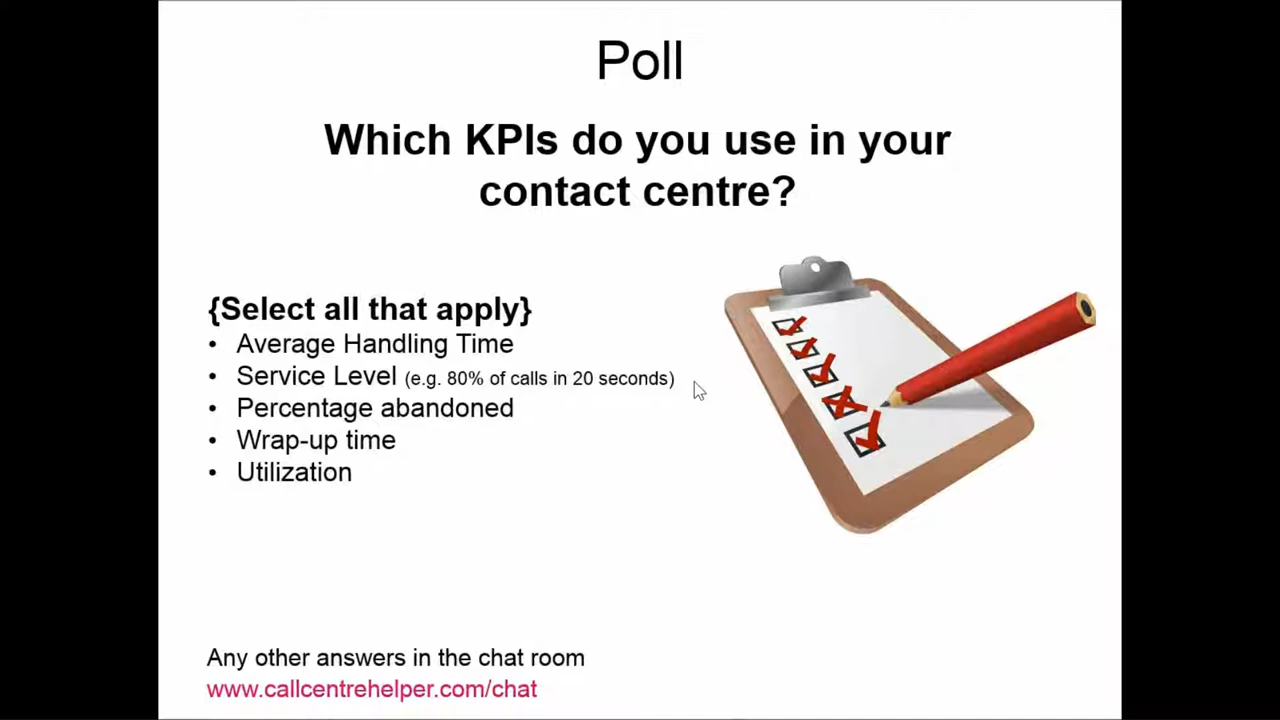 Poll
Which KPIs do you use in your
contact centre?
{Select all that apply}
• Average Handling Time
• Service Level (e.g. 80% of calls in 20 seconds)
• Percentage abandoned
• Wrap-up time
• Utilization
Any other answers in the chat room
www.callcentrehelper.com/chat